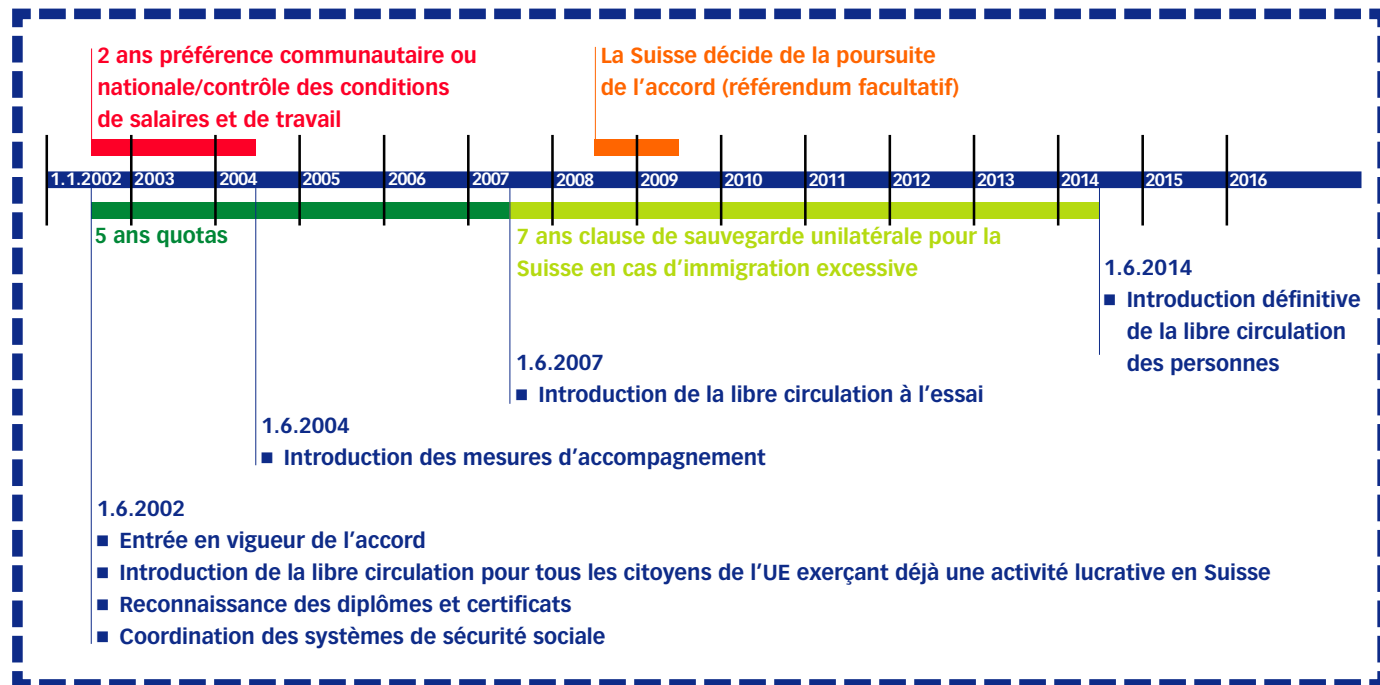 2 ans préférence communautaire ou
nationale/contrôle des conditions
de salaires et de travail
La Suisse décide de la poursuite
de l’accord (référendum facultatif)
1.1.2002 2003 2004 2005 2006 2007 2008 2009 2010 2011 2012 2013 2014 2015 2016
5 ans quotas
7 ans clause de sauvegarde unilatérale pour la
Suisse en cas d’immigration excessive
1.6.2014
■ Introduction définitive
de la libre circulation
des personnes
1.6.2007
■ Introduction de la libre circulation à l’essai
1.6.2004
■ Introduction des mesures d’accompagnement
1.6.2002
■ Entrée en vigueur de l’accord
■ Introduction de la libre circulation pour tous les citoyens de l’UE exerçant déjà une activité lucrative en Suisse
■ Reconnaissance des diplômes et certificats
■ Coordination des systèmes de sécurité sociale